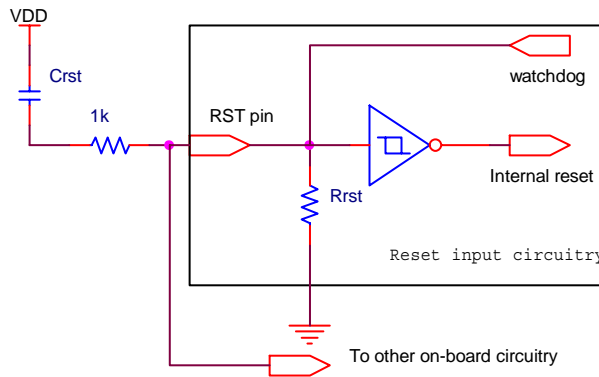 VDD
Crst
1k
RST pin
watchdog
Internal reset
Rrst
Reset input circuitry
To other on-board circuitry